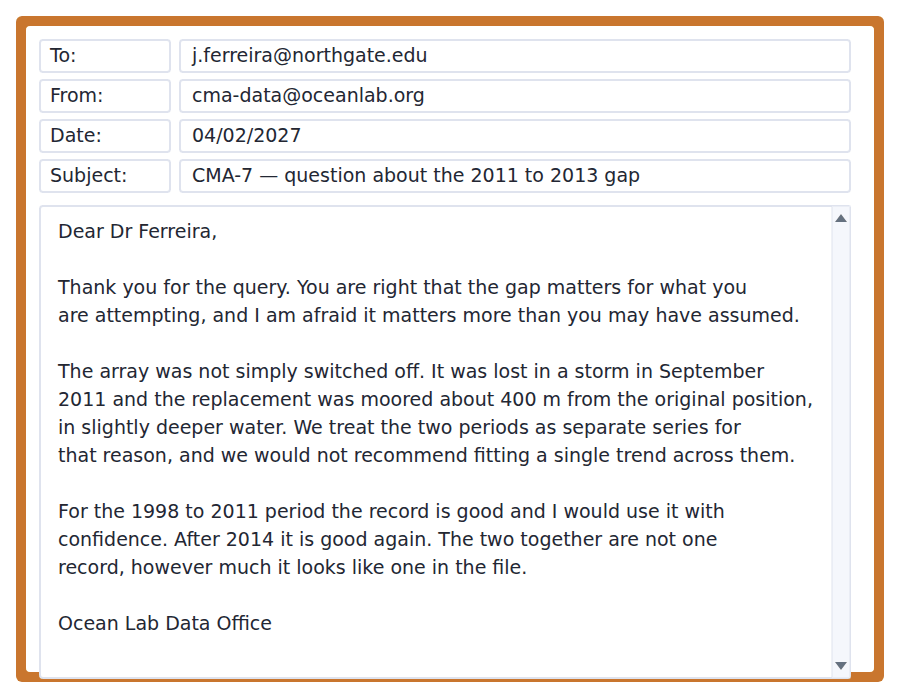 To: j.ferreira@northgate.edu
From: cma-data@oceanlab.org
Date: 04/02/2027
Subject: CMA-7 — question about the 2011 to 2013 gap
Dear Dr Ferreira,
Thank you for the query. You are right that the gap matters for what you
are attempting, and I am afraid it matters more than you may have assumed.
The array was not simply switched off. It was lost in a storm in September
2011 and the replacement was moored about 400 m from the original position,
in slightly deeper water. We treat the two periods as separate series for
that reason, and we would not recommend fitting a single trend across them.
For the 1998 to 2011 period the record is good and I would use it with
confidence. After 2014 it is good again. The two together are not one
record, however much it looks like one in the file.
Ocean Lab Data Office